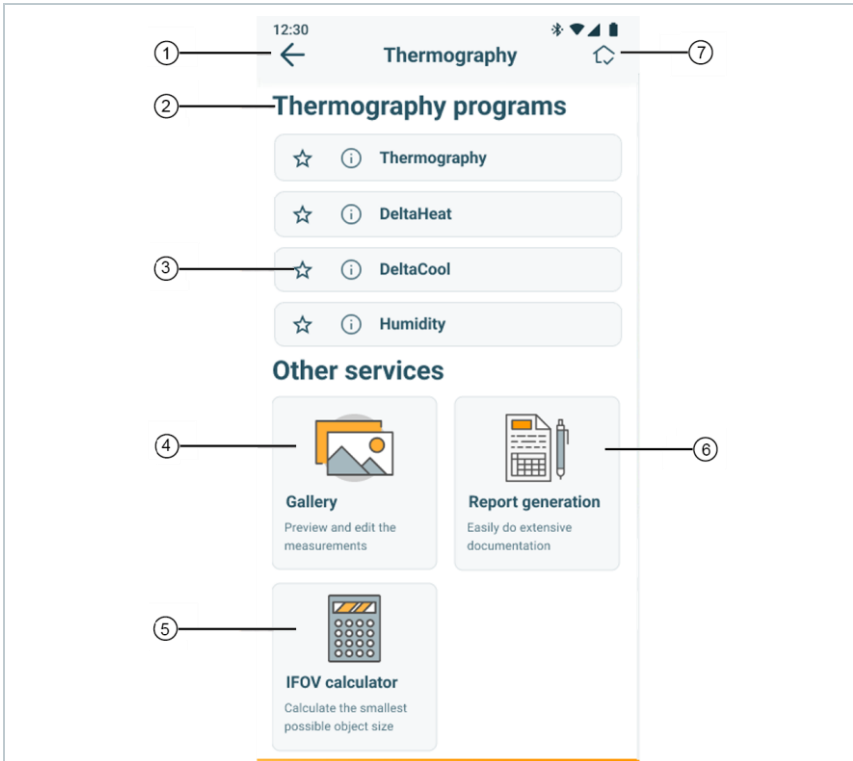 12:30
1
Thermography
7
2
Thermography programs
Thermography
DeltaHeat
3
DeltaCool
Humidity
Other services
4
6
Gallery
Report generation
Preview and edit the
measurements
Easily do extensive
documentation
5
IFOV calculator
Calculate the smallest
possible object size